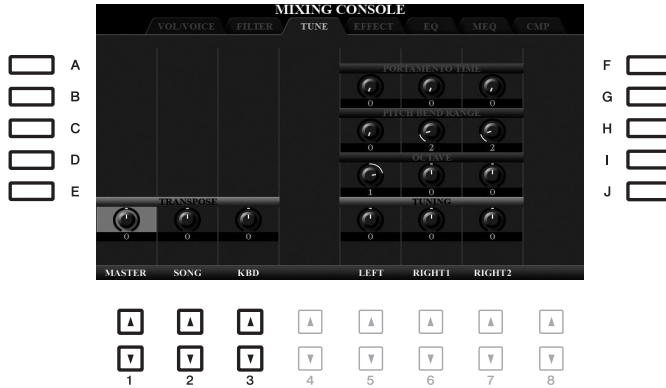 MIXING CONSOLE
VOL/VOICE FILTER TUNE EFFECT EQ MEQ CMP
A F
PORTAMENTO TIME
B G
0 0 0
PITCH BEND RANGE
C H
0 2 2
OCTAVE
D I
1 0 0
E J
TRANSPOSE TUNING
0 0 0 0 0 0
MASTER SONG KBD LEFT RIGHT1 RIGHT2
1 2 3 4 5 6 7 8